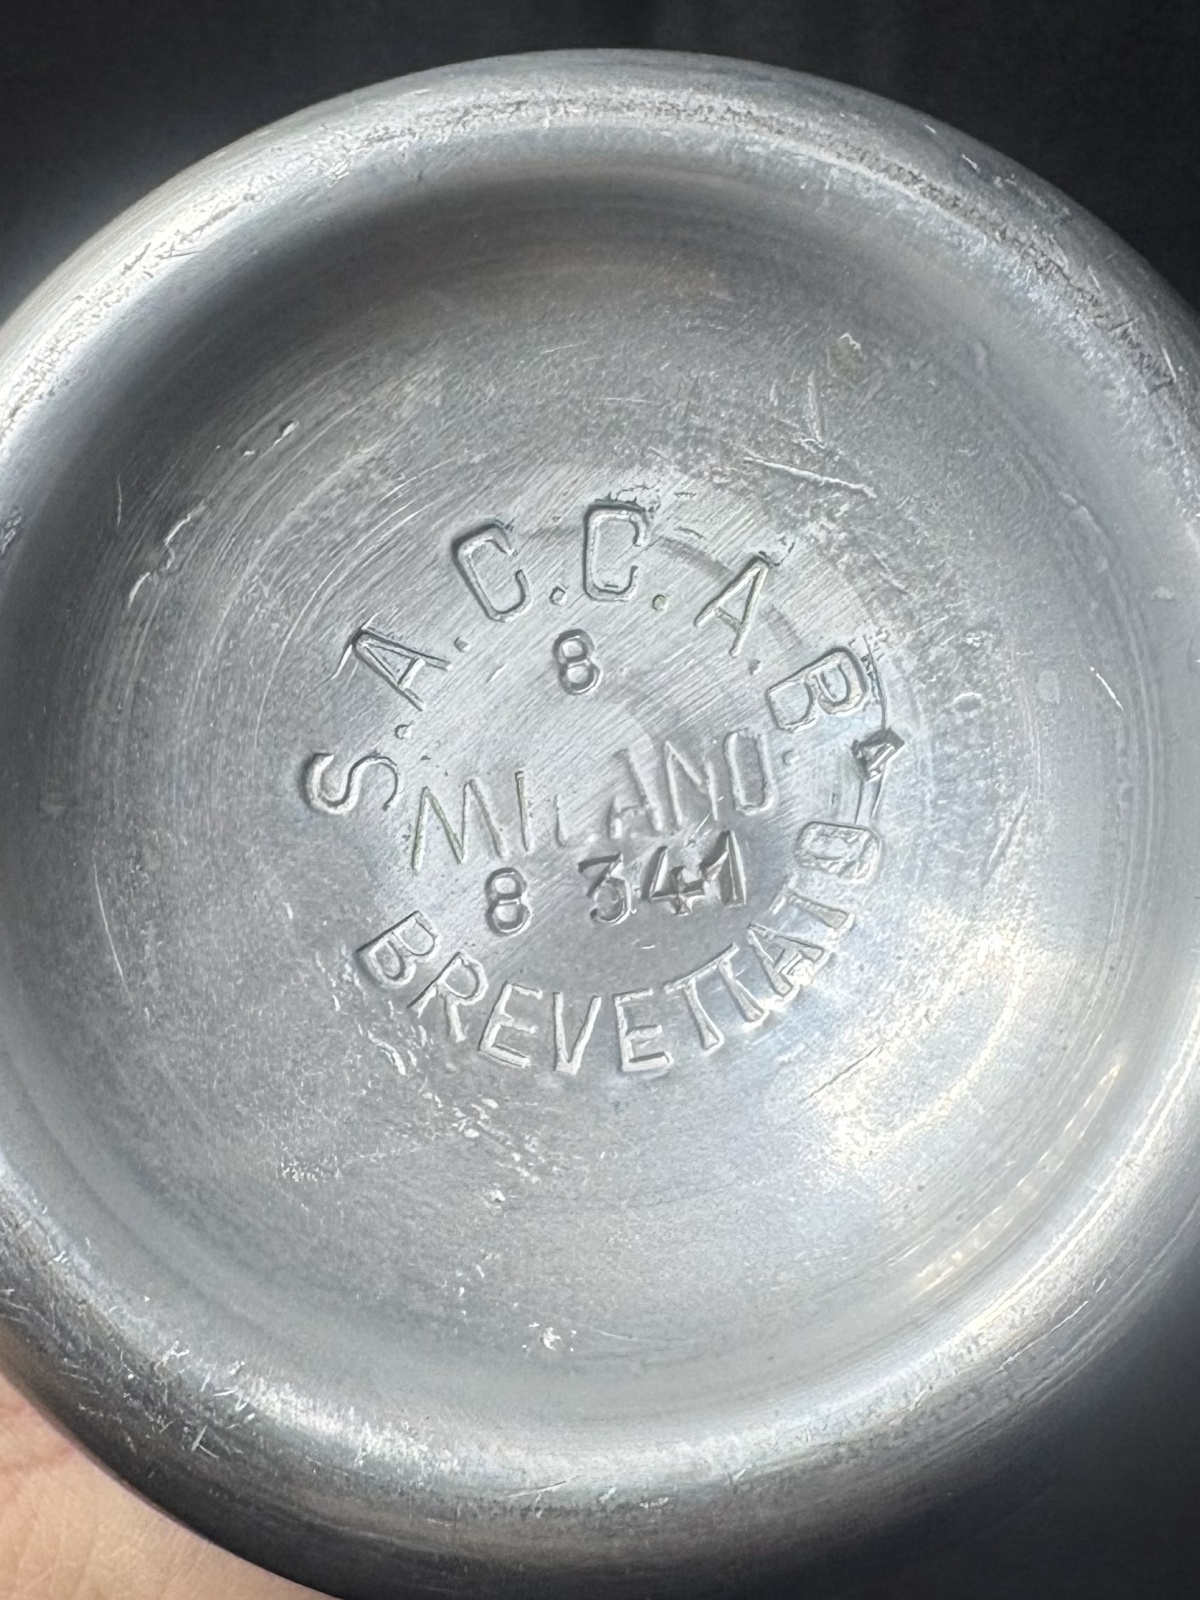 S.A.C.C.A.B.
8
MILANO
8 341
BREVETTATO